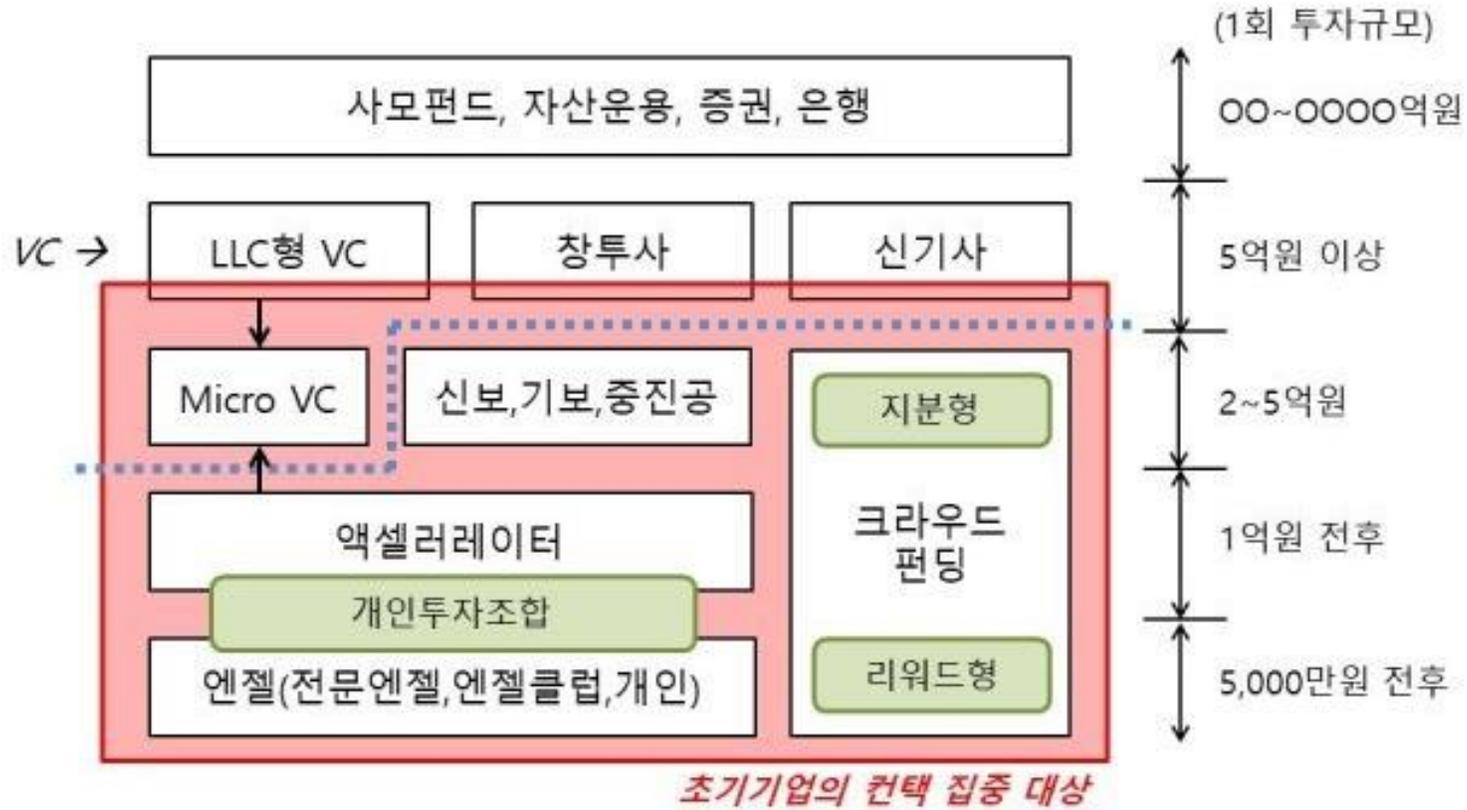 (1회 투자규모)
사모펀드, 자산운용, 증권, 은행
OO~OOOO억원
VC →
LLC형 VC
창투사
신기사
5억원 이상
Micro VC
신보,기보,중진공
지분형
2~5억원
액셀러레이터
크라우드
펀딩
1억원 전후
개인투자조합
엔젤(전문엔젤,엔젤클럽,개인)
리워드형
5,000만원 전후
초기기업의 컨택 집중 대상